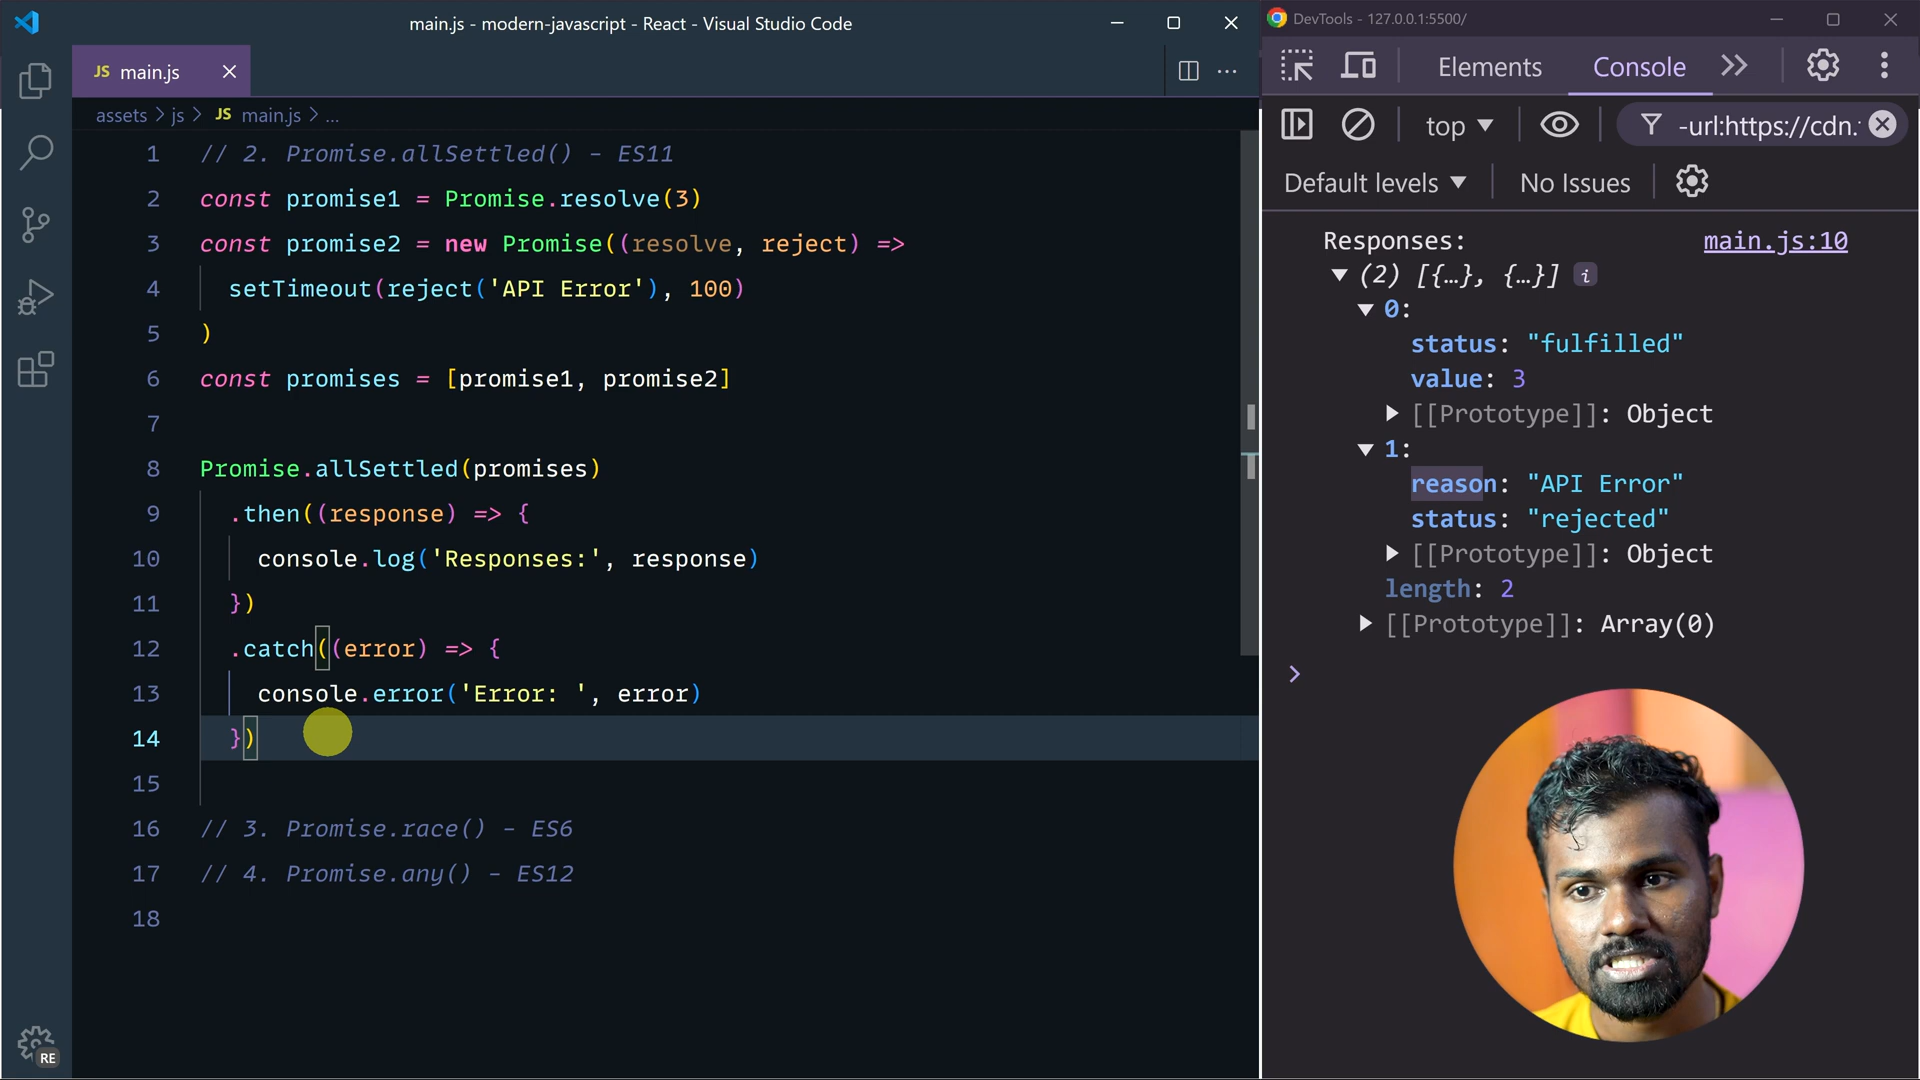 main.js - modern-javascript - React - Visual Studio Code
JS main.js
assets > js > JS main.js > ...
1 // 2. Promise.allSettled() - ES11
2 const promise1 = Promise.resolve(3)
3 const promise2 = new Promise((resolve, reject) =>
4 setTimeout(reject('API Error'), 100)
5 )
6 const promises = [promise1, promise2]
7
8 Promise.allSettled(promises)
9 .then((response) => {
10 console.log('Responses:', response)
11 })
12 .catch((error) => {
13 console.error('Error: ', error)
14 })
15
16 // 3. Promise.race() - ES6
17 // 4. Promise.any() - ES12
18
RE
DevTools - 127.0.0.1:5500/
Elements Console
top -url:https://cdn.
Default levels No Issues
Responses: main.js:10
(2) [{…}, {…}] i
0:
status: "fulfilled"
value: 3
[[Prototype]]: Object
1:
reason: "API Error"
status: "rejected"
[[Prototype]]: Object
length: 2
[[Prototype]]: Array(0)